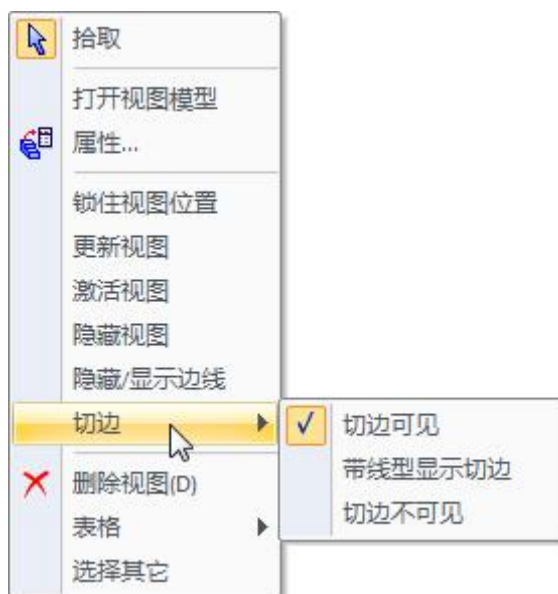 拾取
打开视图模型
属性...
锁住视图位置
更新视图
激活视图
隐藏视图
隐藏/显示边线
切边
切边可见
带线型显示切边
切边不可见
删除视图(D)
表格
选择其它